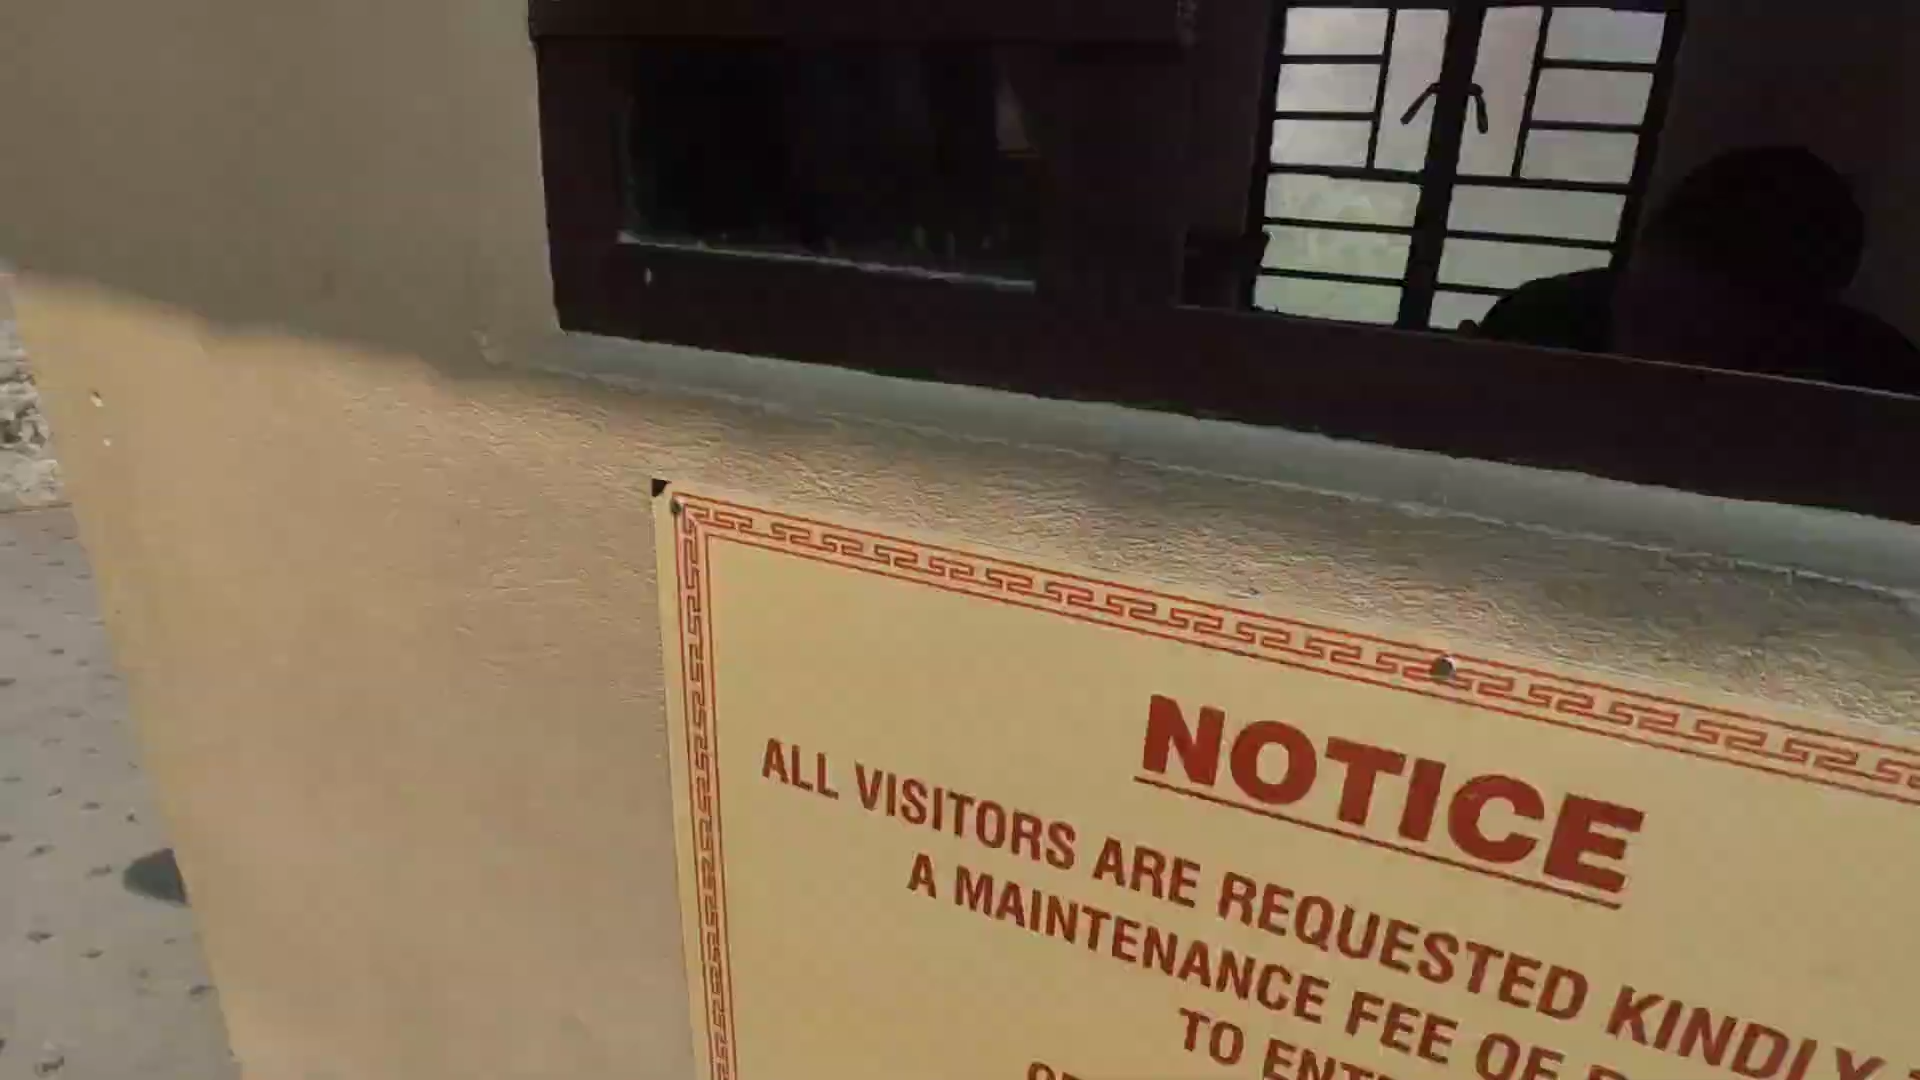 NOTICE
ALL VISITORS ARE REQUESTED KINDLY
A MAINTENANCE FEE OF
TO